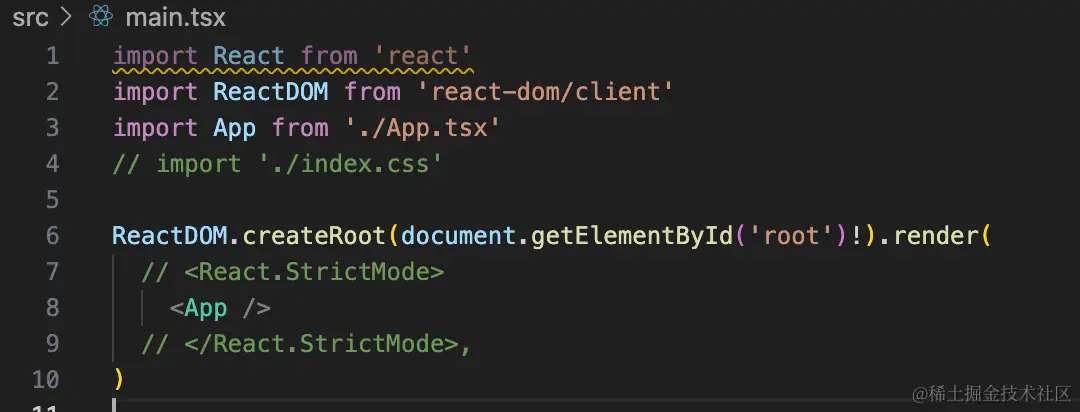 src > main.tsx
1 import React from 'react'
2 import ReactDOM from 'react-dom/client'
3 import App from './App.tsx'
4 // import './index.css'
5
6 ReactDOM.createRoot(document.getElementById('root')!).render(
7   // <React.StrictMode>
8     <App />
9   // </React.StrictMode>,
10 )
11
@稀土掘金技术社区